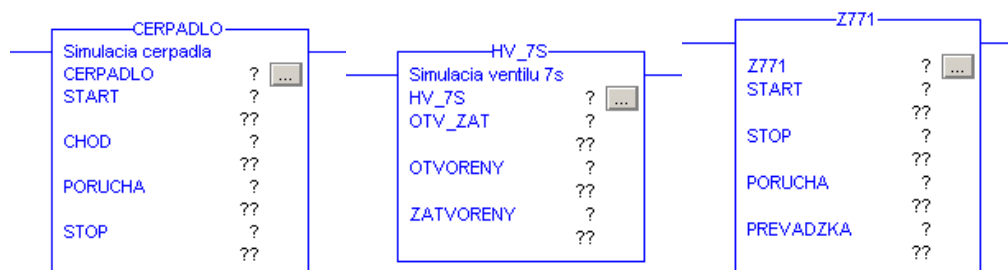 CERPADLO
Simulacia cerpadla
CERPADLO ? ...
START ?
??
CHOD ?
??
PORUCHA ?
??
STOP ?
??
HV_7S
Simulacia ventilu 7s
HV_7S ? ...
OTV_ZAT ?
??
OTVORENY ?
??
ZATVORENY ?
??
Z771
Z771 ? ...
START ?
??
STOP ?
??
PORUCHA ?
??
PREVADZKA ?
??